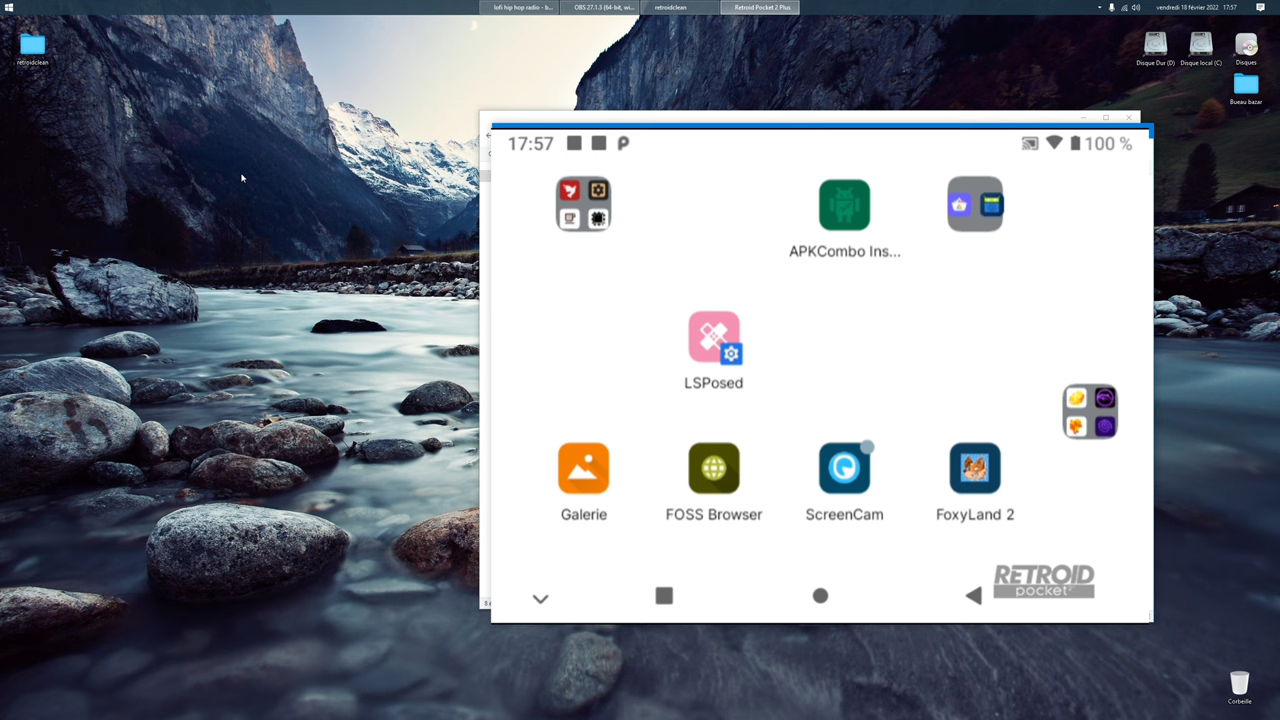 lofi hip hop radio - b...
OBS 27.1.3 (64-bit, wi...
retroidclean
Retroid Pocket 2 Plus
vendredi 18 février 2022
17:57
retroidclean
Disque Dur (D)
Disque local (C)
Disques
Bueau bazar
17:57
100 %
APKCombo Ins...
LSPosed
Galerie
FOSS Browser
ScreenCam
FoxyLand 2
RETROID
pocket
Corbeille